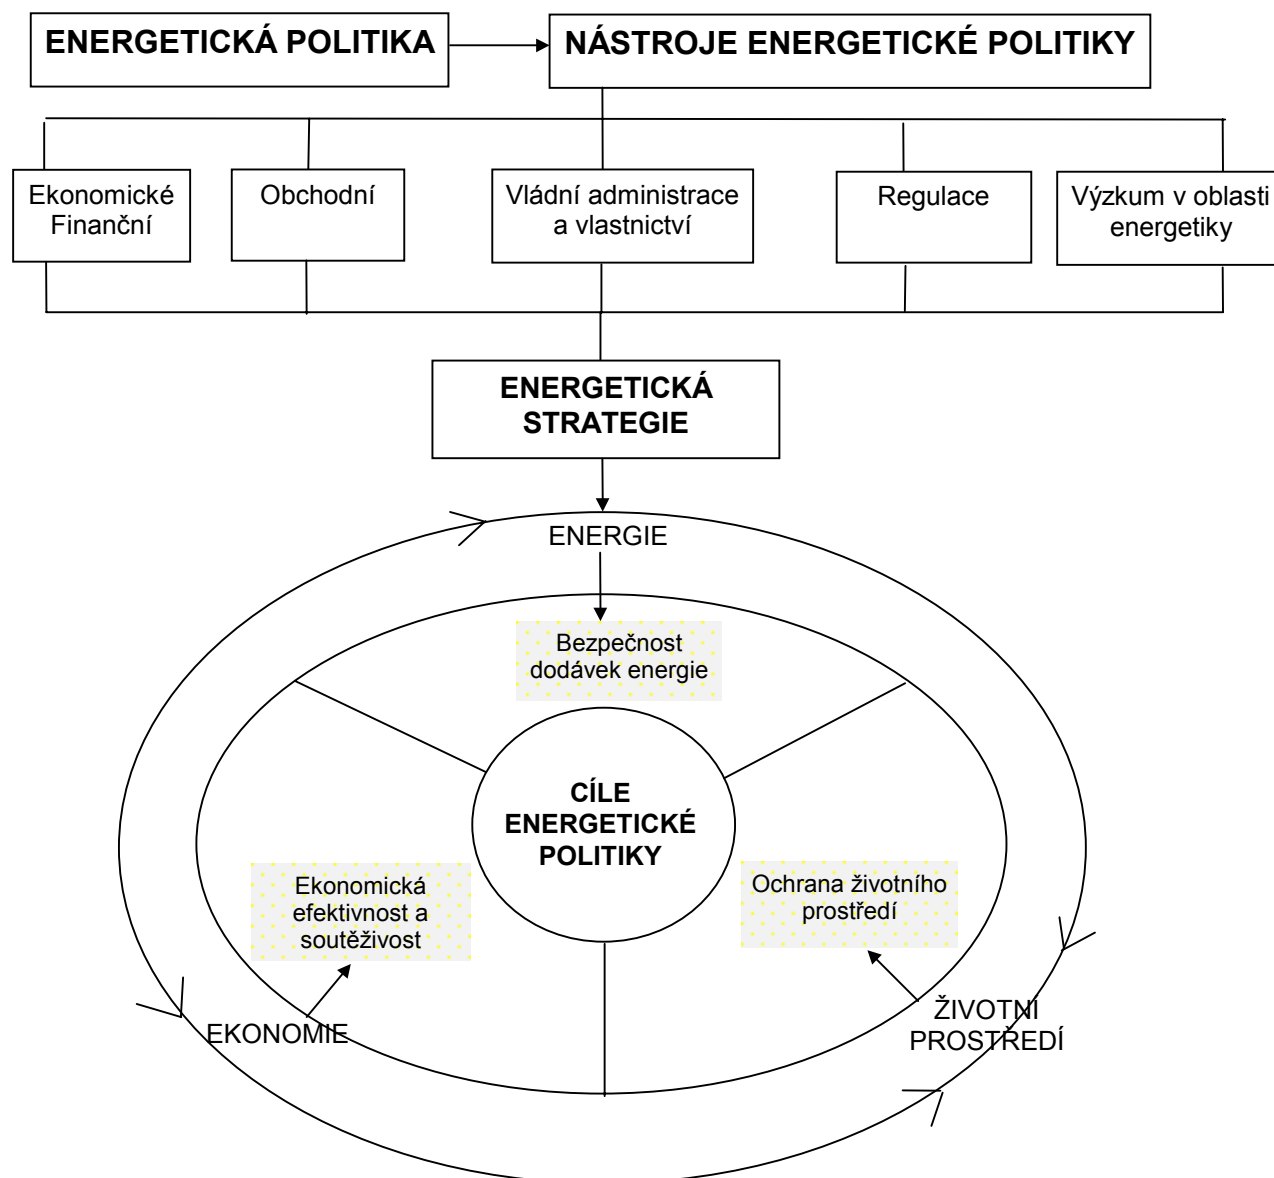 ENERGETICKÁ POLITIKA
NÁSTROJE ENERGETICKÉ POLITIKY
Ekonomické
Finanční
Obchodní
Vládní administrace
a vlastnictví
Regulace
Výzkum v oblasti
energetiky
ENERGETICKÁ
STRATEGIE
ENERGIE
Bezpečnost
dodávek energie
CÍLE
ENERGETICKÉ
POLITIKY
Ekonomická
efektivnost a
soutěživost
Ochrana životního
prostředí
EKONOMIE
ŽIVOTNÍ
PROSTŘEDÍ